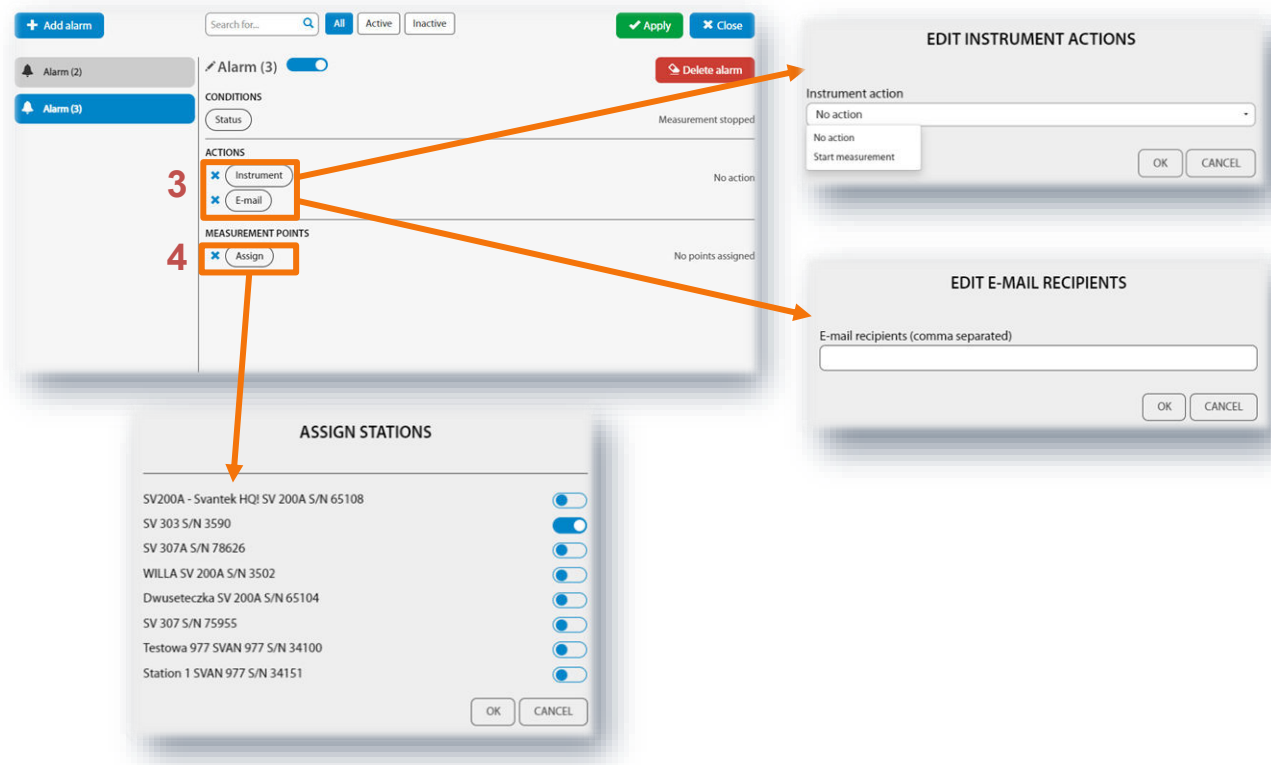 Add alarm
Search for...
All
Active
Inactive
Apply
Close
Alarm (2)
Alarm (3)
Alarm (3)
Delete alarm
CONDITIONS
Status
Measurement stopped
ACTIONS
3
Instrument
No action
E-mail
MEASUREMENT POINTS
4
Assign
No points assigned
EDIT INSTRUMENT ACTIONS
Instrument action
No action
No action
Start measurement
OK
CANCEL
EDIT E-MAIL RECIPIENTS
E-mail recipients (comma separated)
OK
CANCEL
ASSIGN STATIONS
SV200A - Svantek HQ! SV 200A S/N 65108
SV 303 S/N 3590
SV 307A S/N 78626
WILLA SV 200A S/N 3502
Dwuseteczka SV 200A S/N 65104
SV 307 S/N 75955
Testowa 977 SVAN 977 S/N 34100
Station 1 SVAN 977 S/N 34151
OK
CANCEL